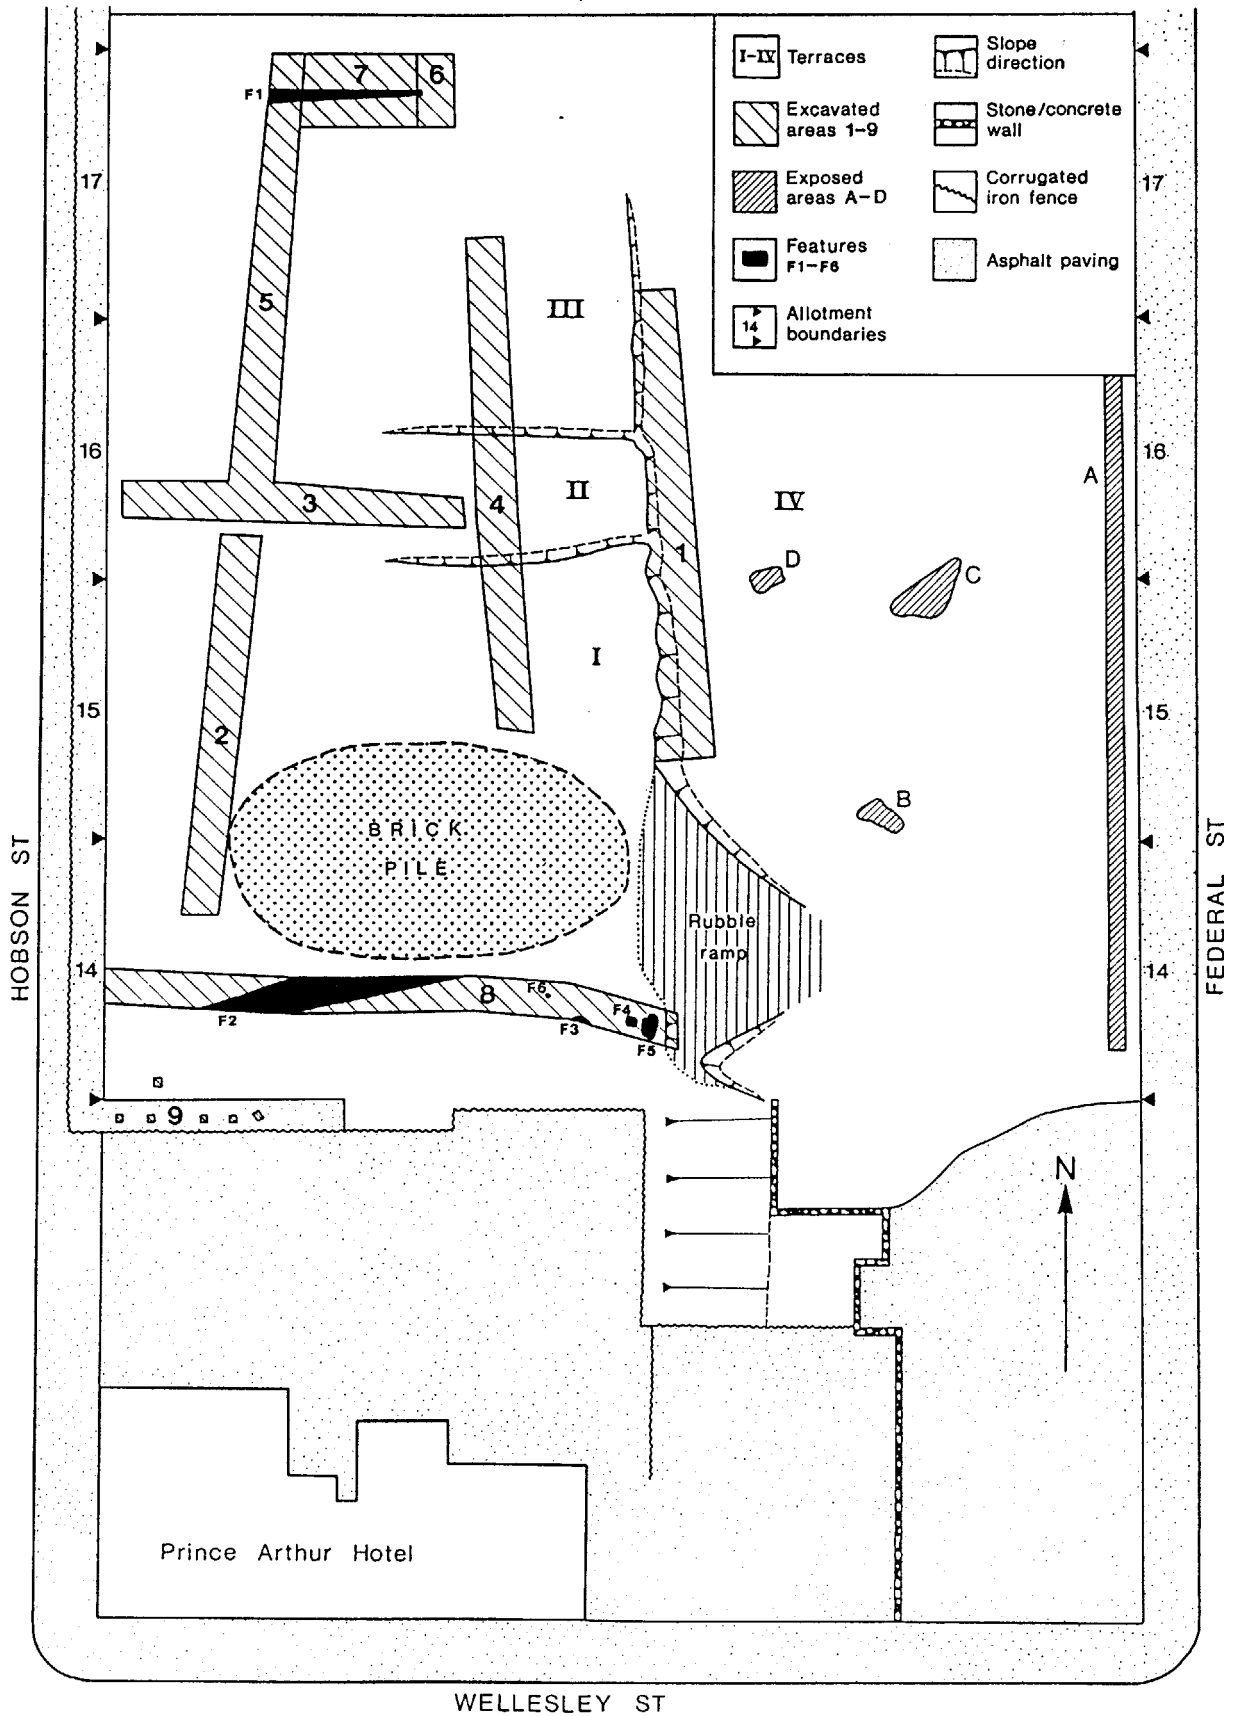 I-IV Terraces
Slope
direction
Excavated
areas 1-9
Stone/concrete
wall
Exposed
areas A-D
Corrugated
iron fence
Features
F1-F6
Asphalt paving
14
Allotment
boundaries
7
6
F1
17
17
5
III
16
16
A
3
4
II
IV
1
D
C
I
15
15
2
B
BRICK
PILE
HOBSON ST
FEDERAL ST
Rubble
ramp
14
14
8
F6
F2
F3
F4
F5
9
N
Prince Arthur Hotel
WELLESLEY ST